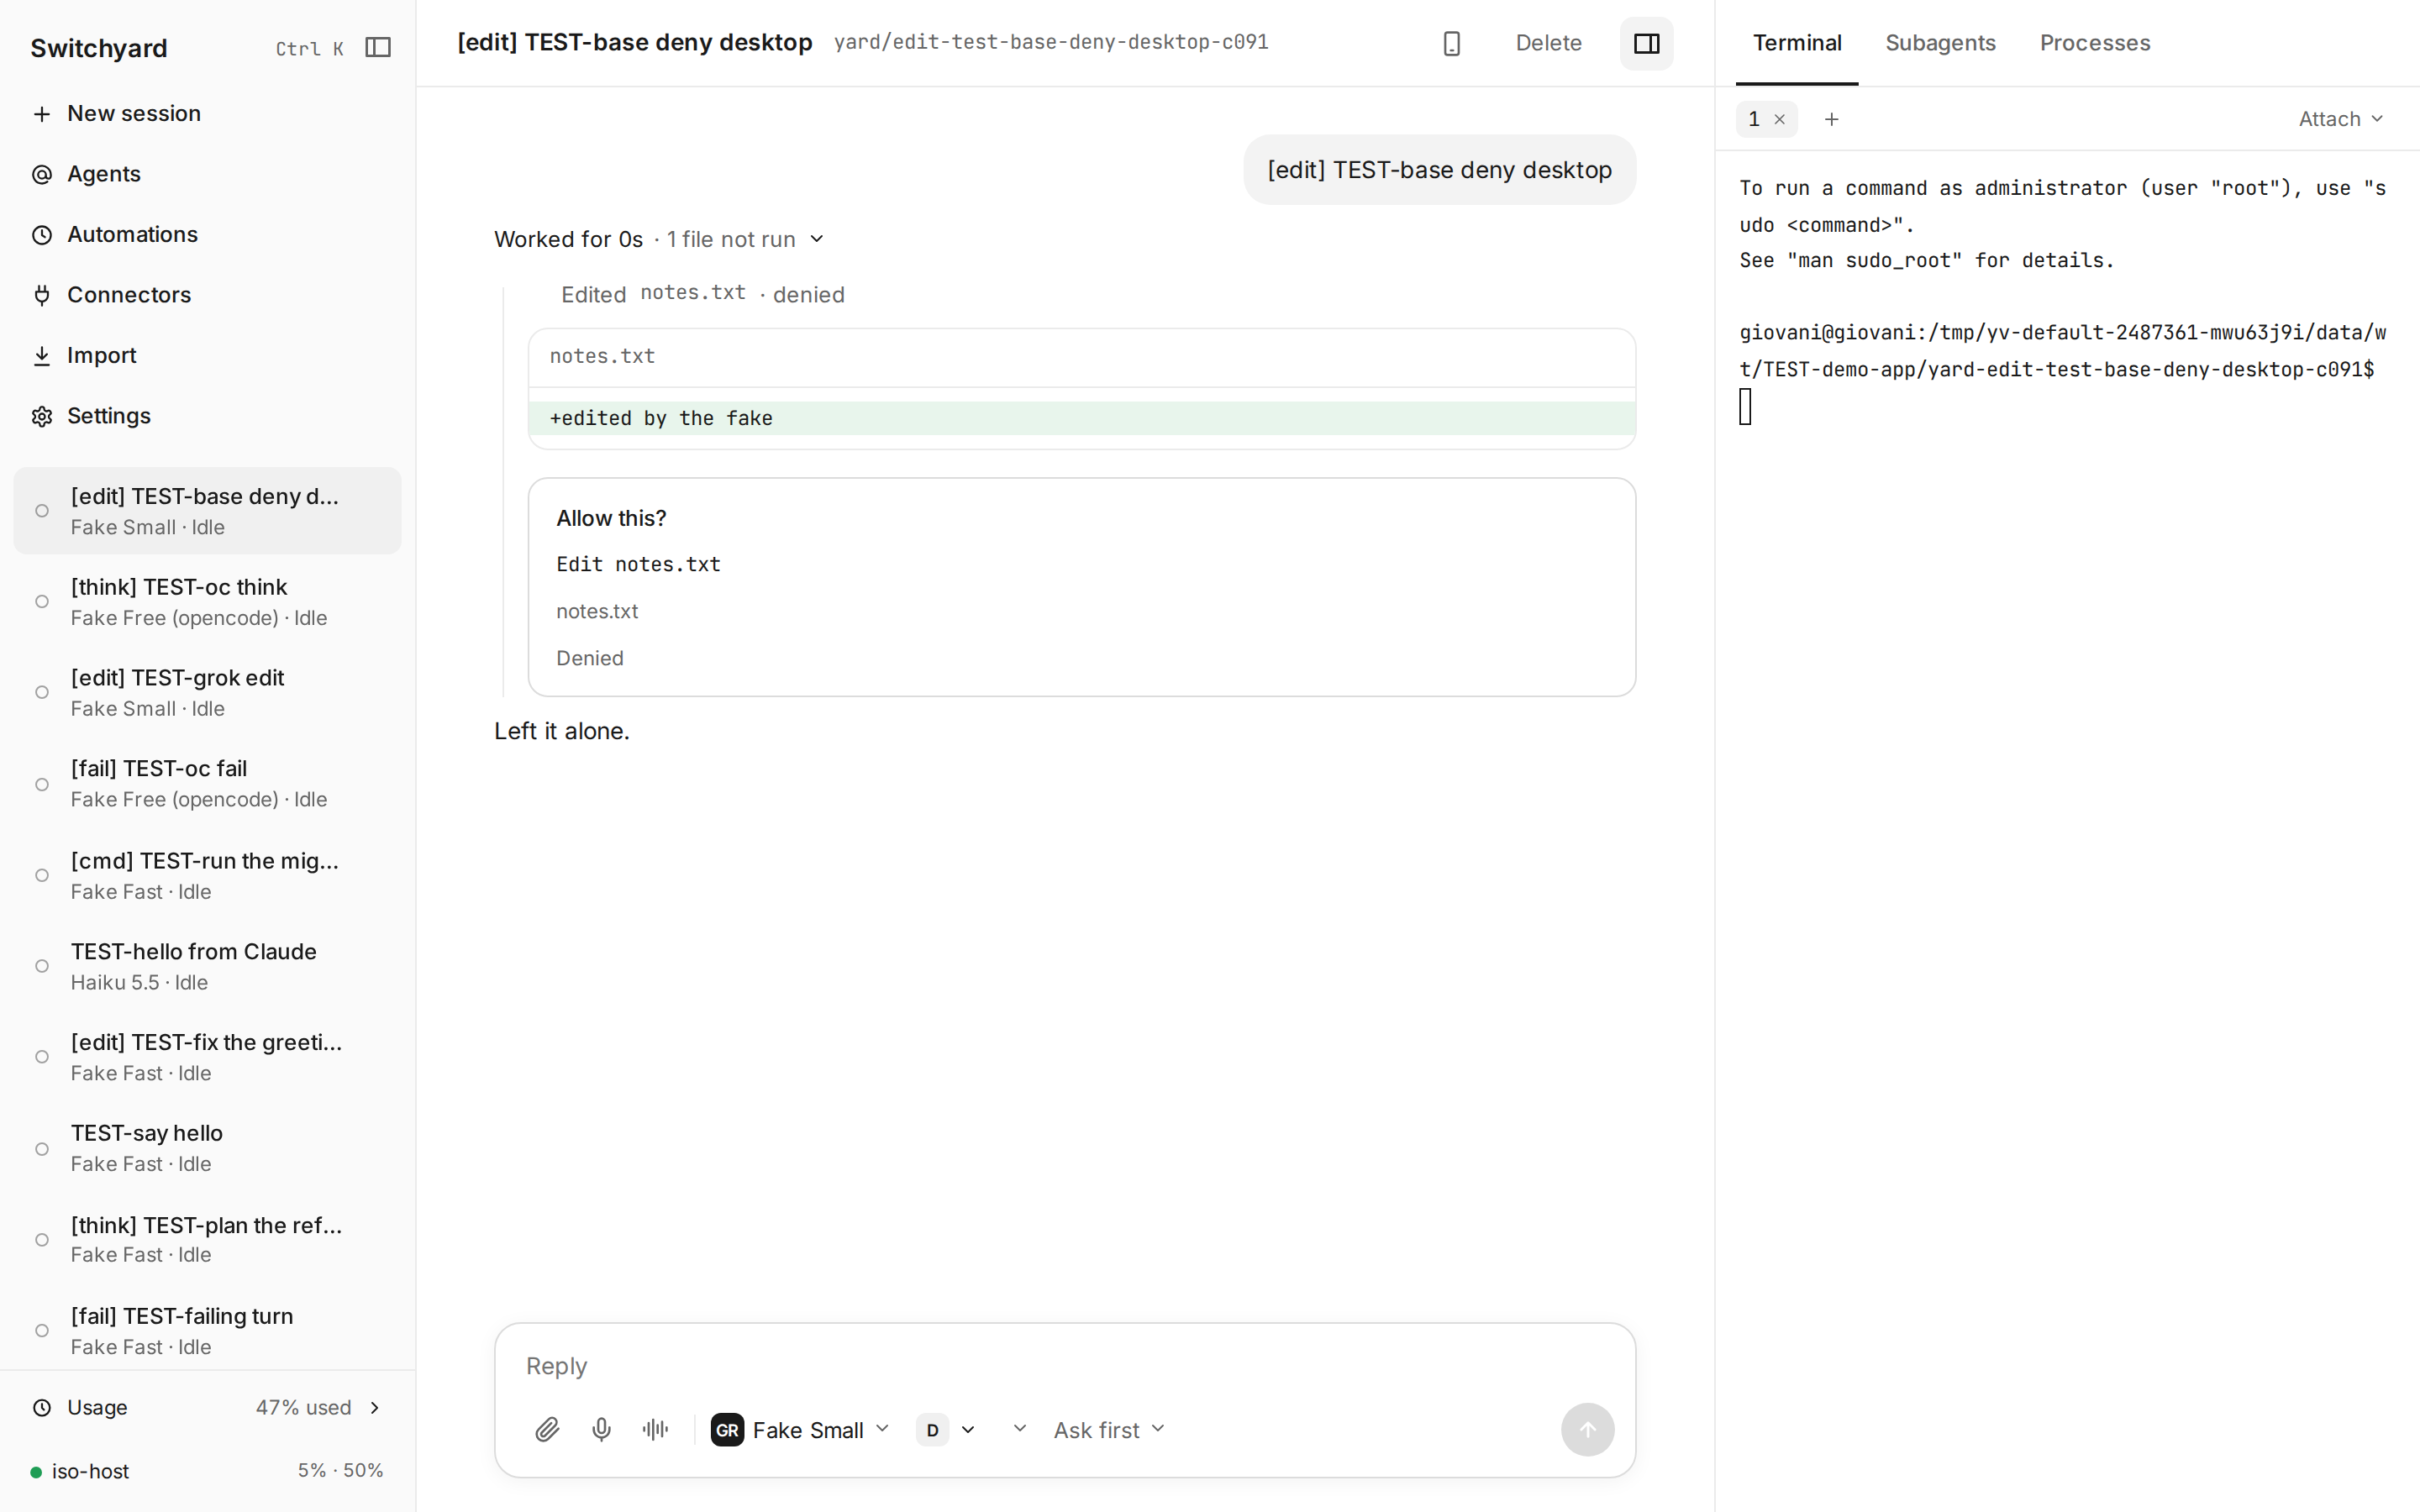 Switchyard
Ctrl K
New session
Agents
Automations
Connectors
Import
Settings
[edit] TEST-base deny d...
Fake Small · Idle
[think] TEST-oc think
Fake Free (opencode) · Idle
[edit] TEST-grok edit
Fake Small · Idle
[fail] TEST-oc fail
Fake Free (opencode) · Idle
[cmd] TEST-run the mig...
Fake Fast · Idle
TEST-hello from Claude
Haiku 5.5 · Idle
[edit] TEST-fix the greeti...
Fake Fast · Idle
TEST-say hello
Fake Fast · Idle
[think] TEST-plan the ref...
Fake Fast · Idle
[fail] TEST-failing turn
Fake Fast · Idle
Usage 47% used
iso-host 5% · 50%
[edit] TEST-base deny desktop yard/edit-test-base-deny-desktop-c091 Delete
[edit] TEST-base deny desktop
Worked for 0s · 1 file not run
Edited notes.txt · denied
notes.txt
+edited by the fake
Allow this?
Edit notes.txt
notes.txt
Denied
Left it alone.
Reply
GR Fake Small D Ask first
Terminal Subagents Processes
1 × + Attach
To run a command as administrator (user "root"), use "s
udo <command>".
See "man sudo_root" for details.
giovani@giovani:/tmp/yv-default-2487361-mwu63j9i/data/w
t/TEST-demo-app/yard-edit-test-base-deny-desktop-c091$